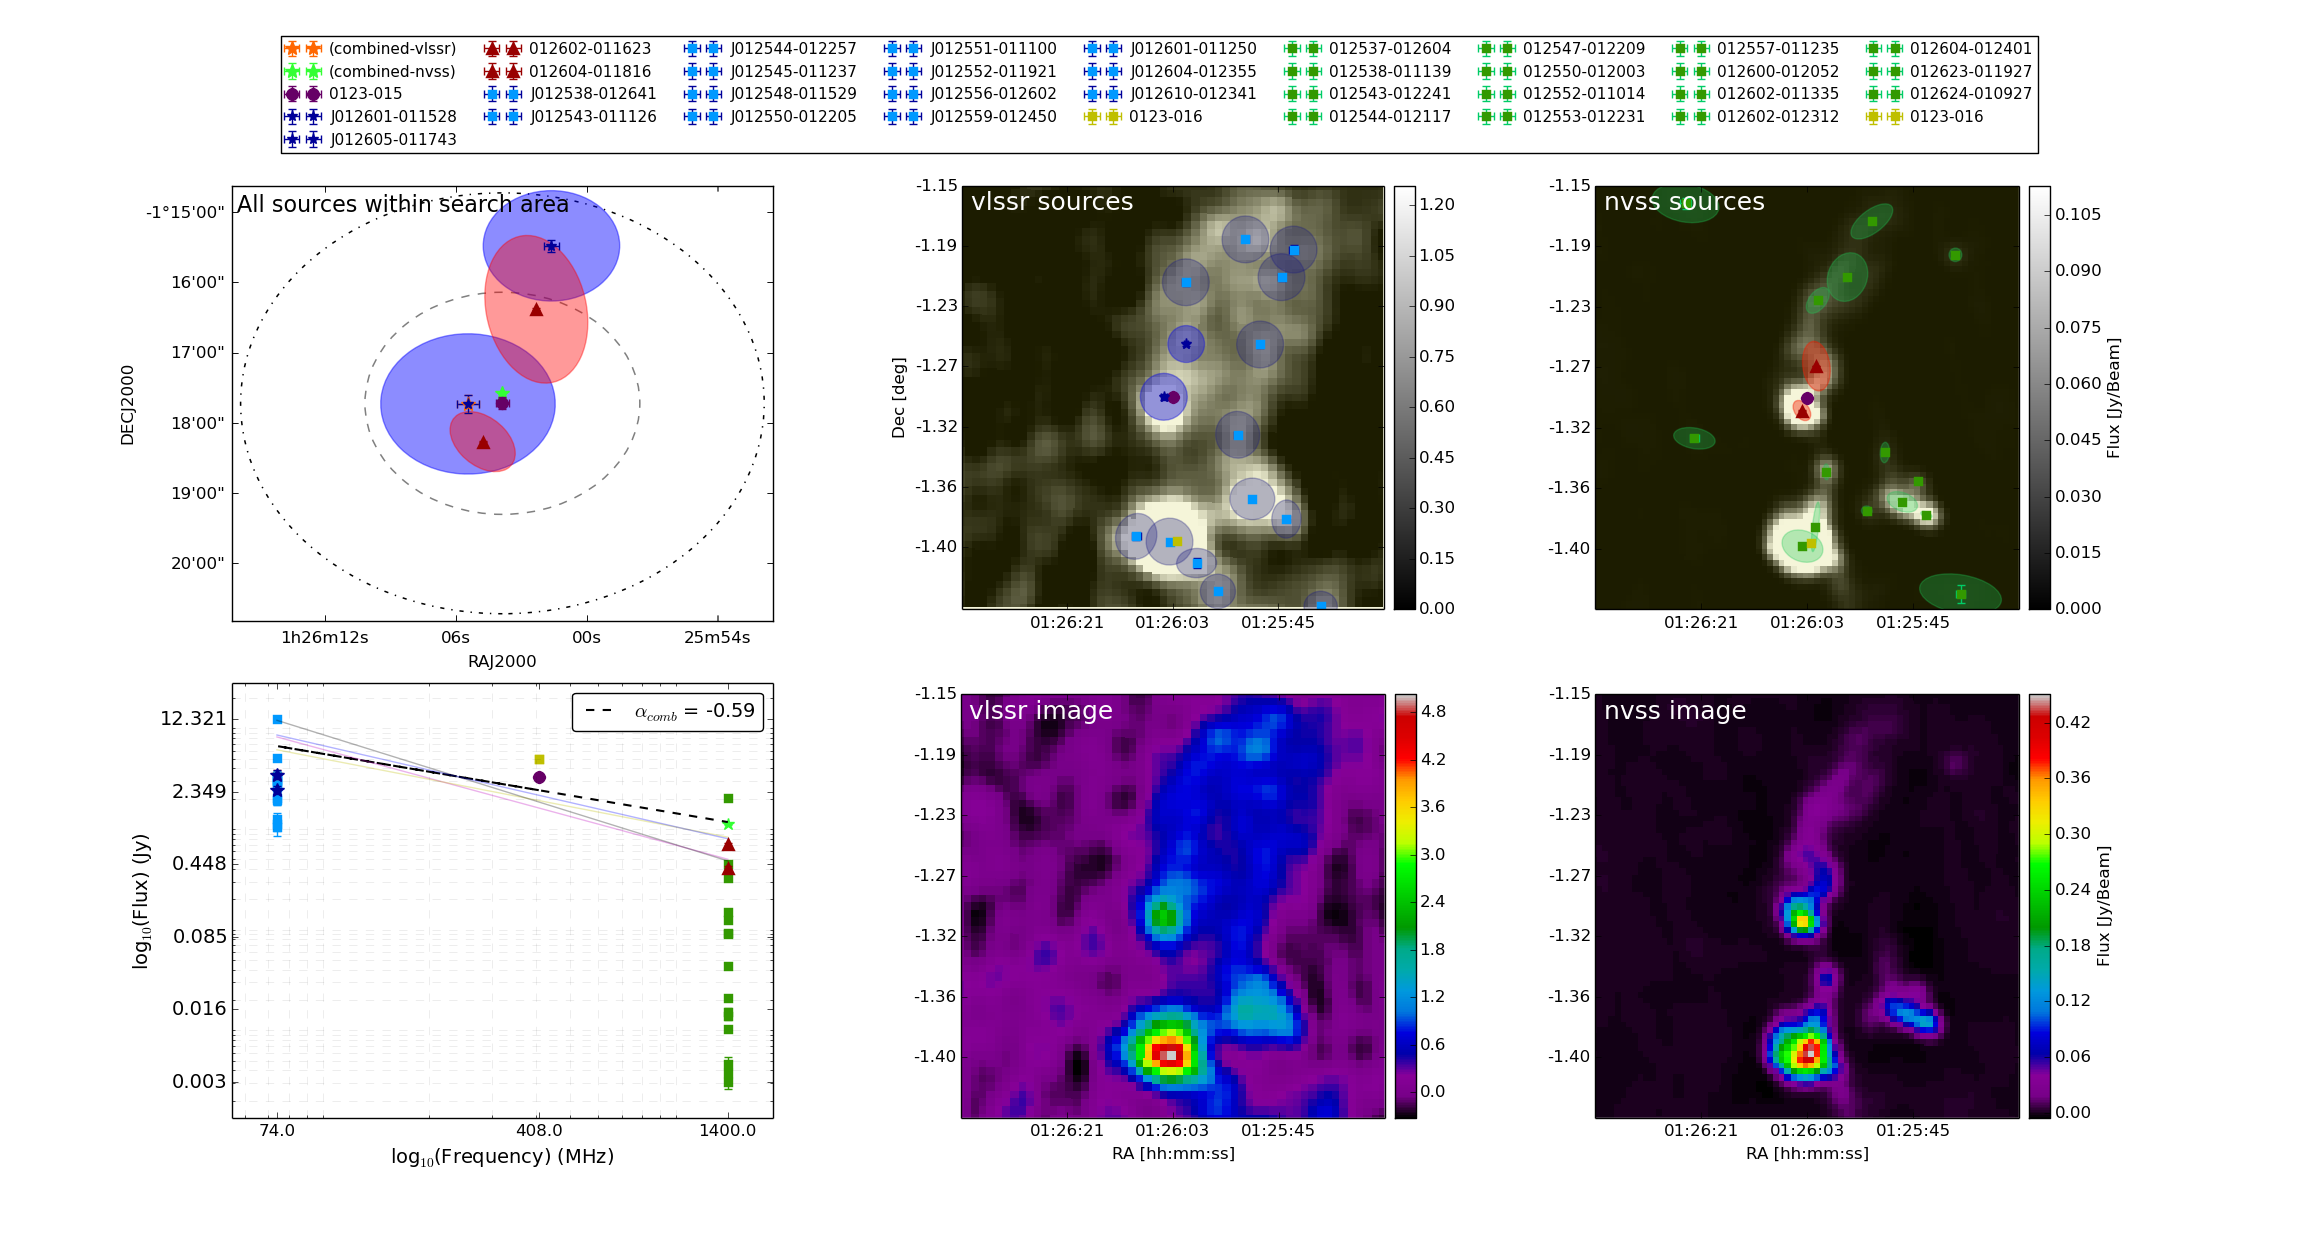 (combined-vlssr) 012602-011623 J012544-012257 J012551-011100 J012601-011250 012537-012604 012547-012209 012557-011235 012604-012401
(combined-nvss) 012604-011816 J012545-011237 J012552-011921 J012604-012355 012538-011139 012550-012003 012600-012052 012623-011927
0123-015 J012538-012641 J012548-011529 J012556-012602 J012610-012341 012543-012241 012552-011014 012602-011335 012624-010927
J012601-011528 J012543-011126 J012550-012205 J012559-012450 0123-016 012544-012117 012553-012231 012602-012312 0123-016
J012605-011743
All sources within search area
-1°15'00"
16'00"
17'00"
18'00"
19'00"
20'00"
DECJ2000
1h26m12s 06s 00s 25m54s
RAJ2000
vlssr sources
-1.15
-1.19
-1.23
-1.27
-1.32
-1.36
-1.40
Dec [deg]
01:26:21 01:26:03 01:25:45
1.20
1.05
0.90
0.75
0.60
0.45
0.30
0.15
0.00
nvss sources
-1.15
-1.19
-1.23
-1.27
-1.32
-1.36
-1.40
01:26:21 01:26:03 01:25:45
0.105
0.090
0.075
0.060
0.045
0.030
0.015
0.000
Flux [Jy/Beam]
α_comb = -0.59
12.321
2.349
0.448
0.085
0.016
0.003
log10(Flux) (Jy)
74.0 408.0 1400.0
log10(Frequency) (MHz)
vlssr image
-1.15
-1.19
-1.23
-1.27
-1.32
-1.36
-1.40
01:26:21 01:26:03 01:25:45
RA [hh:mm:ss]
4.8
4.2
3.6
3.0
2.4
1.8
1.2
0.6
0.0
nvss image
-1.15
-1.19
-1.23
-1.27
-1.32
-1.36
-1.40
01:26:21 01:26:03 01:25:45
RA [hh:mm:ss]
0.42
0.36
0.30
0.24
0.18
0.12
0.06
0.00
Flux [Jy/Beam]